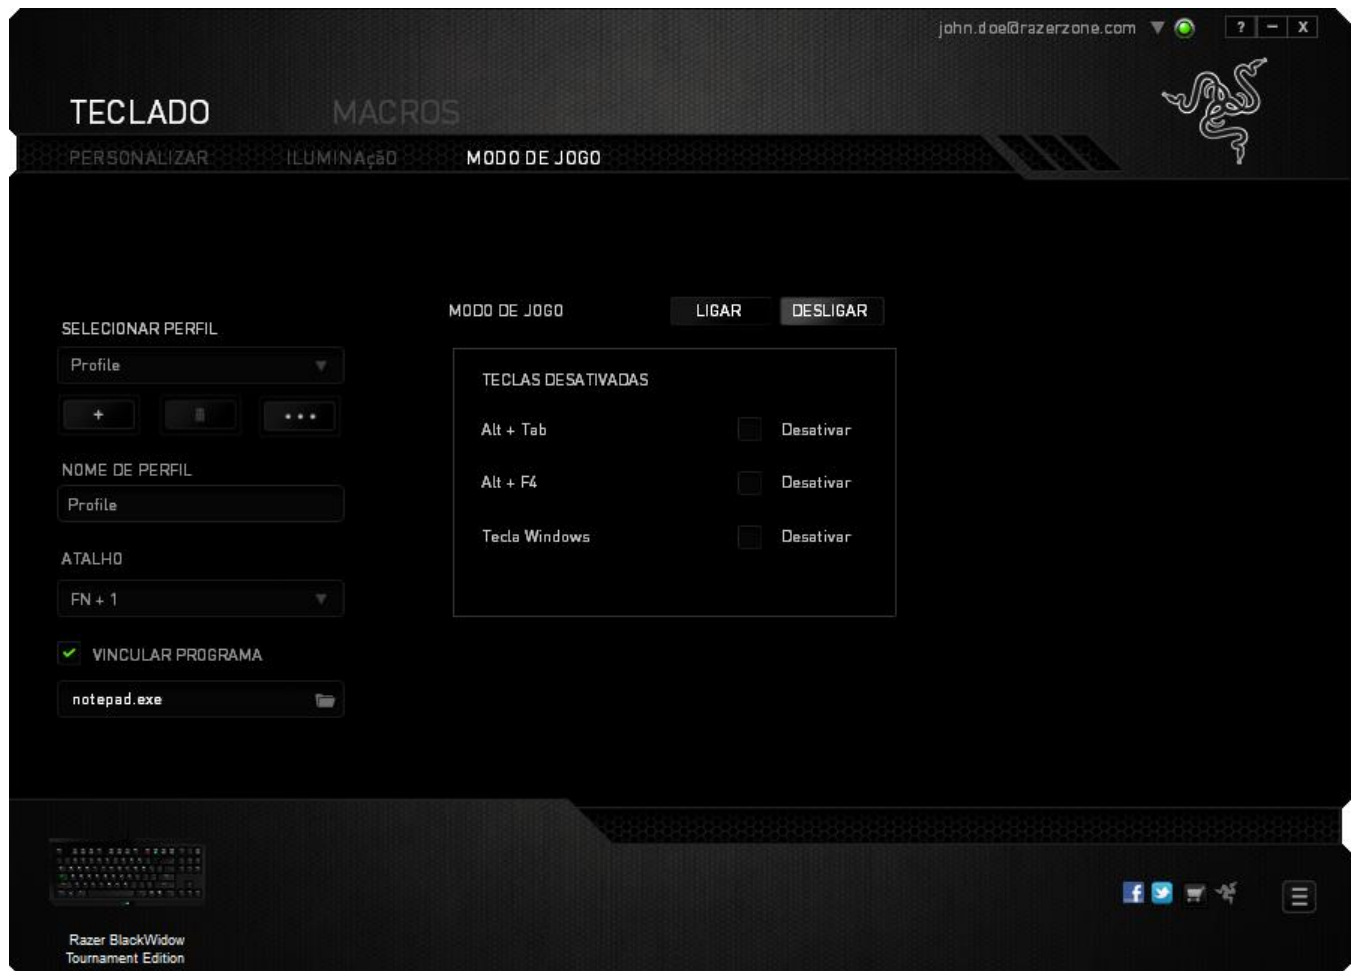 john.doe@razerzone.com
? – X
TECLADO MACROS
PERSONALIZAR ILUMINAçãO MODO DE JOGO
MODO DE JOGO LIGAR DESLIGAR
SELECIONAR PERFIL
Profile
+ •••
NOME DE PERFIL
Profile
ATALHO
FN + 1
VINCULAR PROGRAMA
notepad.exe
TECLAS DESATIVADAS
Alt + Tab Desativar
Alt + F4 Desativar
Tecla Windows Desativar
Razer BlackWidow
Tournament Edition